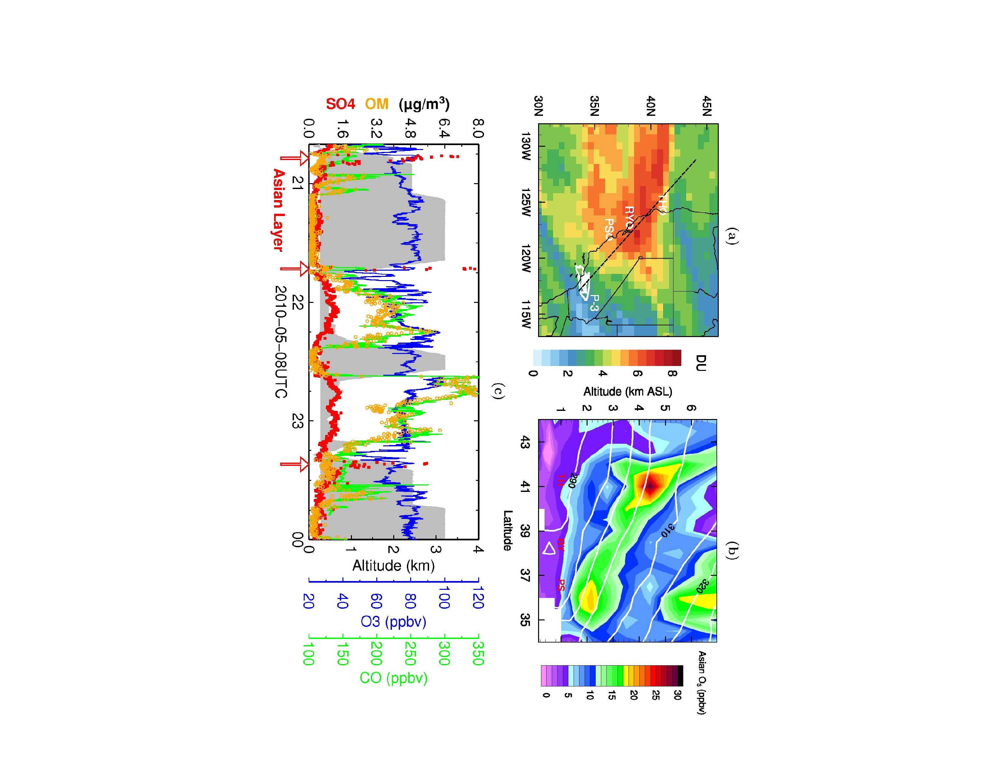 (a)
45N
40N
35N
30N
130W 125W 120W 115W
THo
RYo
PSo
P-3
DU
0 2 4 6 8
(b)
Altitude (km ASL)
6
5
4
3
2
1
43 41 39 37 35
Latitude
290
310
320
TH RY PS
Asian O3 (ppbv)
0 5 10 15 20 25 30
(c)
SO4 OM (µg/m³)
8.0
6.4
4.8
3.2
1.6
0.0
21 22 23 00
Asian Layer
2010-05-08UTC
4
3
2
1
0
Altitude (km)
120
100
80
60
40
20
O3 (ppbv)
350
300
250
200
150
100
CO (ppbv)